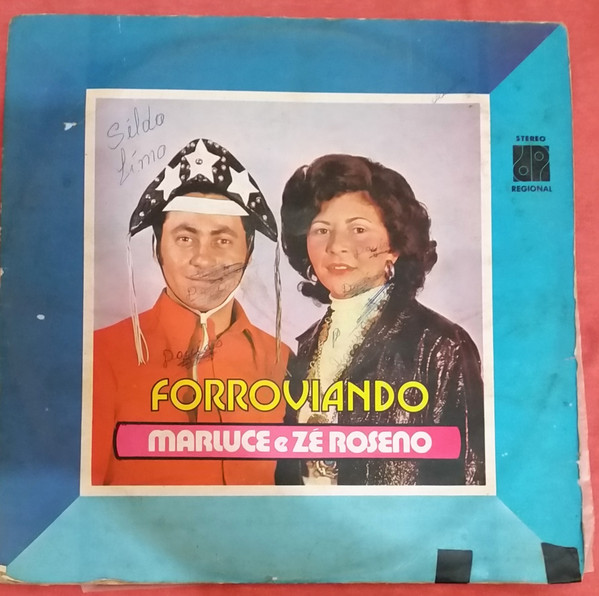 STEREO
REGIONAL
Sildo
Lima
FORROVIANDO
MARLUCE e ZÉ ROSENO